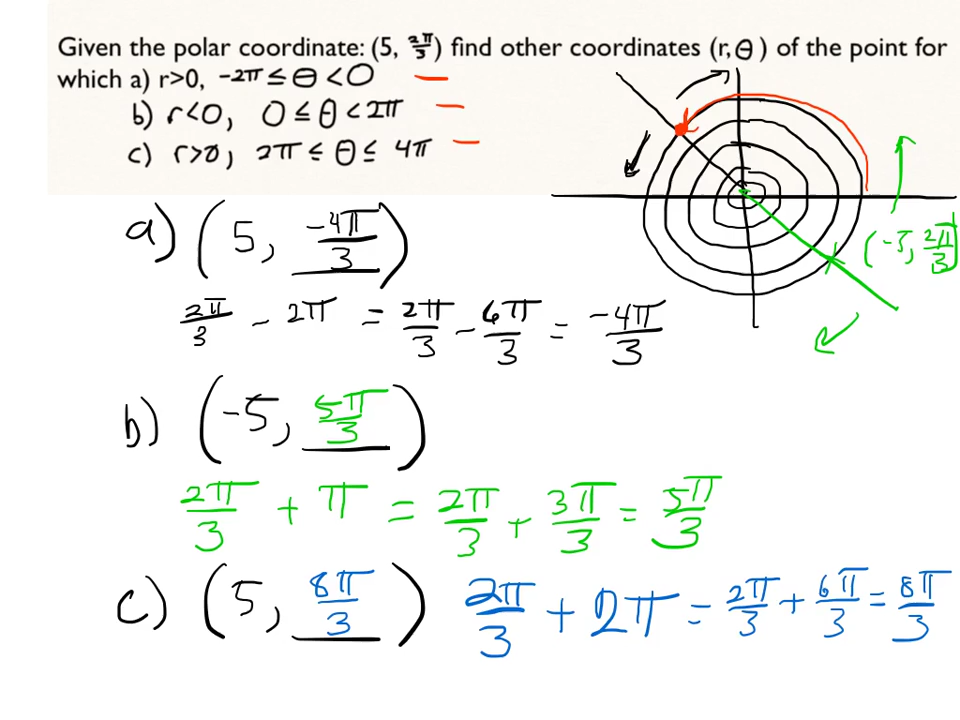 Given the polar coordinate: (5, 2π/3) find other coordinates (r, θ) of the point for
which a) r>0, -2π ≤ θ < 0
b) r<0, 0 ≤ θ < 2π
c) r>0, 2π ≤ θ ≤ 4π
(-5, 2π/3)
a) (5, -4π/3)
2π/3 - 2π = 2π/3 - 6π/3 = -4π/3
b) (-5, 5π/3)
2π/3 + π = 2π/3 + 3π/3 = 5π/3
c) (5, 8π/3) 2π/3 + 2π = 2π/3 + 6π/3 = 8π/3